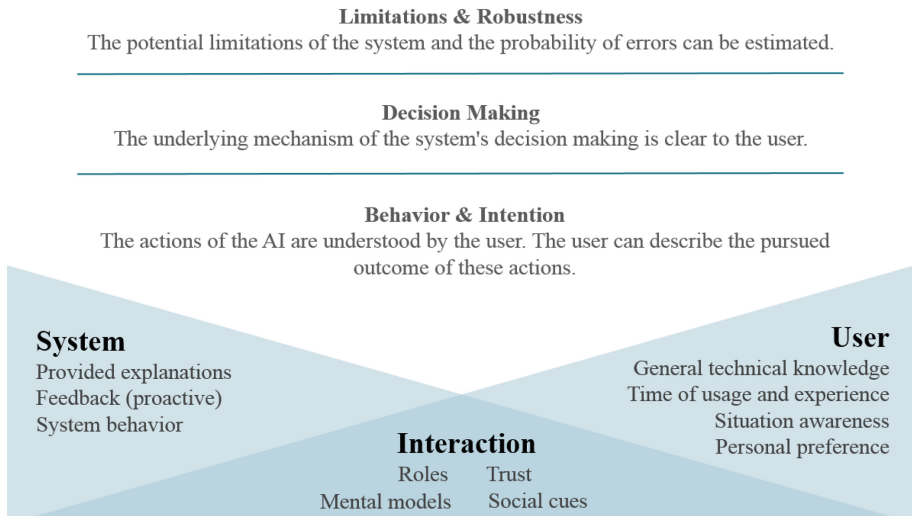 Limitations & Robustness
The potential limitations of the system and the probability of errors can be estimated.
Decision Making
The underlying mechanism of the system's decision making is clear to the user.
Behavior & Intention
The actions of the AI are understood by the user. The user can describe the pursued
outcome of these actions.
System
Provided explanations
Feedback (proactive)
System behavior
User
General technical knowledge
Time of usage and experience
Situation awareness
Personal preference
Interaction
Roles Trust
Mental models Social cues